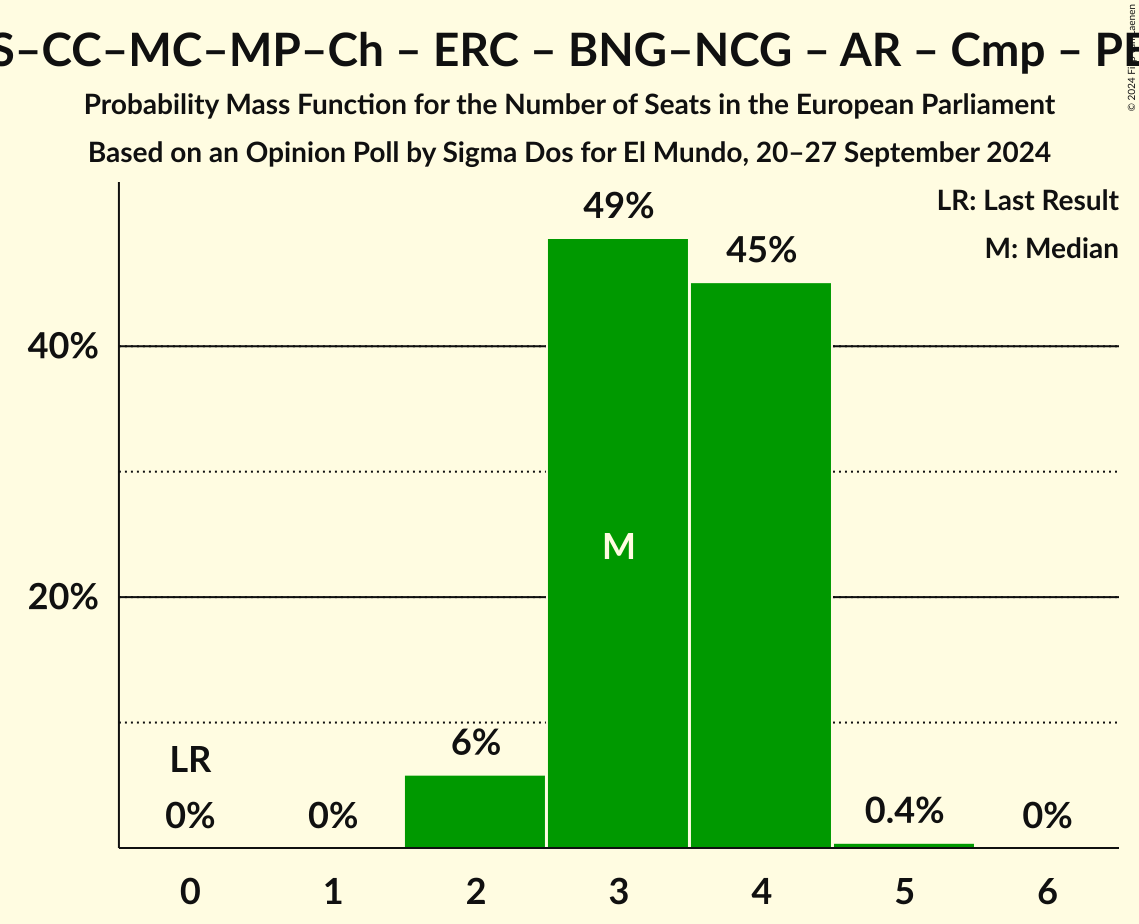 S–CC–MC–MP–Ch – ERC – BNG–NCG – AR – Cmp –
Probability Mass Function for the Number of Seats in the European Parliament
Based on an Opinion Poll by Sigma Dos for El Mundo, 20–27 September 2024
© 2024
LR: Last Result
M: Median
49%
45%
40%
M
20%
6%
LR
0%
0%
0.4%
0%
0 1 2 3 4 5 6